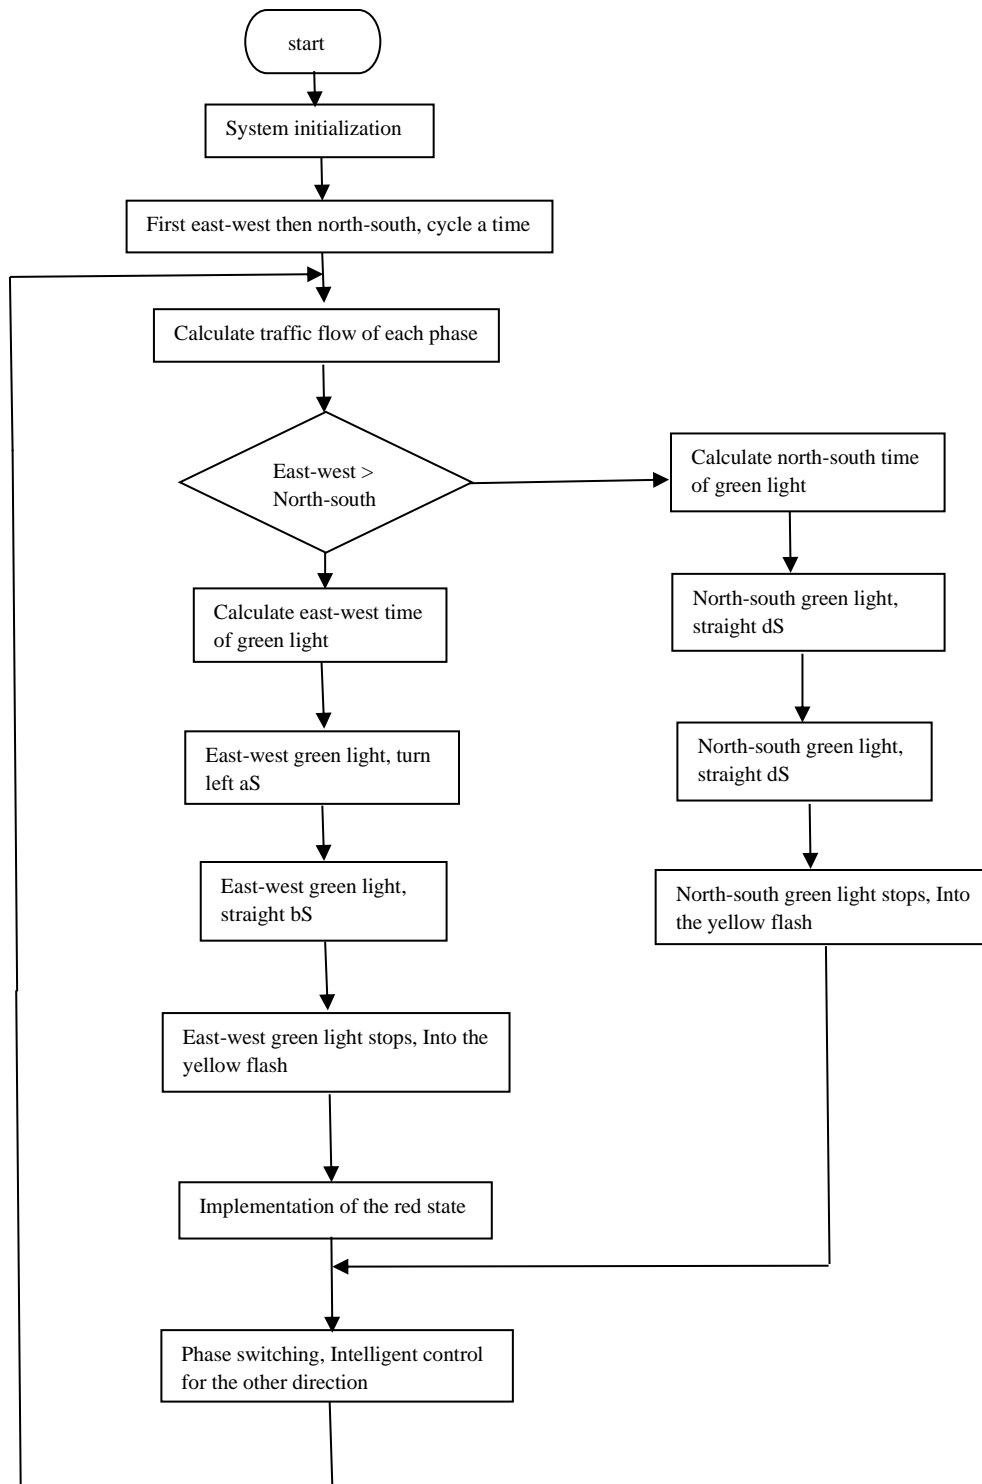 start
System initialization
First east-west then north-south, cycle a time
Calculate traffic flow of each phase
East-west >
North-south
Calculate north-south time
of green light
Calculate east-west time
of green light
North-south green light,
straight dS
East-west green light, turn
left aS
North-south green light,
straight dS
East-west green light,
straight bS
North-south green light stops, Into
the yellow flash
East-west green light stops, Into the
yellow flash
Implementation of the red state
Phase switching, Intelligent control
for the other direction